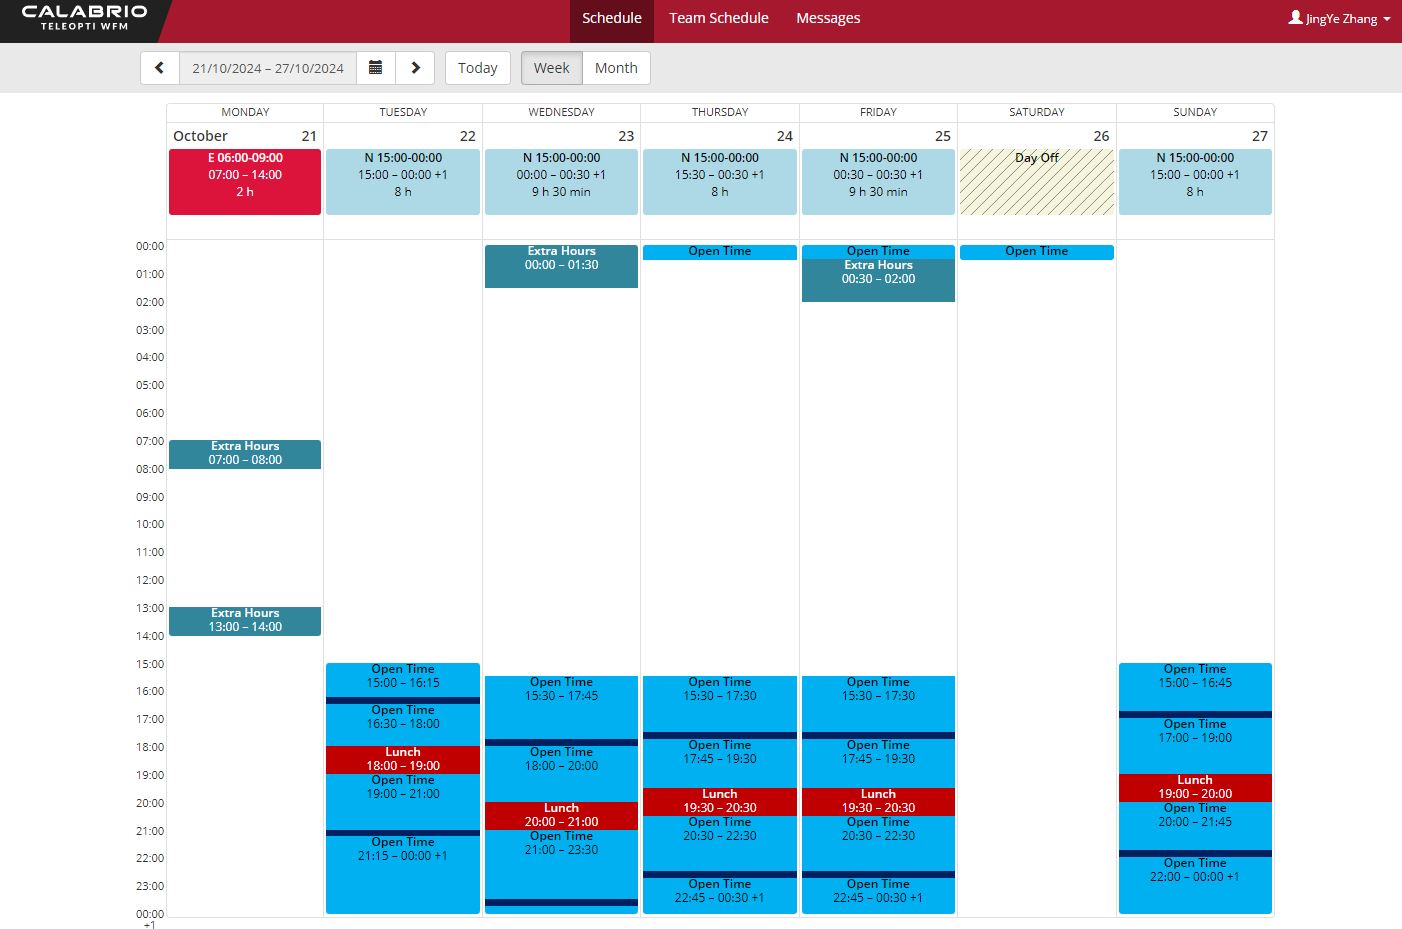 CALABRIO
TELEOPTI WFM
Schedule
Team Schedule
Messages
JingYe Zhang
21/10/2024 – 27/10/2024
Today
Week
Month
MONDAY
TUESDAY
WEDNESDAY
THURSDAY
FRIDAY
SATURDAY
SUNDAY
October 21
22
23
24
25
26
27
E 06:00-09:00
07:00 – 14:00
2 h
N 15:00-00:00
15:00 – 00:00 +1
8 h
N 15:00-00:00
00:00 – 00:30 +1
9 h 30 min
N 15:00-00:00
15:30 – 00:30 +1
8 h
N 15:00-00:00
00:30 – 00:30 +1
9 h 30 min
Day Off
N 15:00-00:00
15:00 – 00:00 +1
8 h
00:00
01:00
02:00
03:00
04:00
05:00
06:00
07:00
08:00
09:00
10:00
11:00
12:00
13:00
14:00
15:00
16:00
17:00
18:00
19:00
20:00
21:00
22:00
23:00
00:00
+1
Extra Hours
07:00 – 08:00
Extra Hours
13:00 – 14:00
Open Time
15:00 – 16:15
Open Time
16:30 – 18:00
Lunch
18:00 – 19:00
Open Time
19:00 – 21:00
Open Time
21:15 – 00:00 +1
Extra Hours
00:00 – 01:30
Open Time
15:30 – 17:45
Open Time
18:00 – 20:00
Lunch
20:00 – 21:00
Open Time
21:00 – 23:30
Open Time
Open Time
15:30 – 17:30
Open Time
17:45 – 19:30
Lunch
19:30 – 20:30
Open Time
20:30 – 22:30
Open Time
22:45 – 00:30 +1
Open Time
Extra Hours
00:30 – 02:00
Open Time
15:30 – 17:30
Open Time
17:45 – 19:30
Lunch
19:30 – 20:30
Open Time
20:30 – 22:30
Open Time
22:45 – 00:30 +1
Open Time
Open Time
15:00 – 16:45
Open Time
17:00 – 19:00
Lunch
19:00 – 20:00
Open Time
20:00 – 21:45
Open Time
22:00 – 00:00 +1